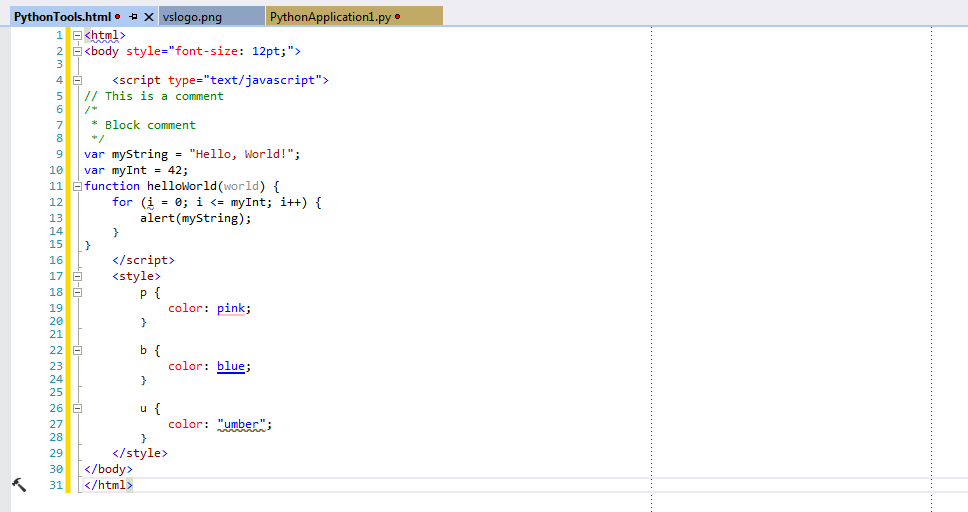 PythonTools.html vslogo.png PythonApplication1.py
1 <html>
2 <body style="font-size: 12pt;">
3
4     <script type="text/javascript">
5 // This is a comment
6 /*
7  * Block comment
8  */
9 var myString = "Hello, World!";
10 var myInt = 42;
11 function helloWorld(world) {
12     for (i = 0; i <= myInt; i++) {
13         alert(myString);
14     }
15 }
16     </script>
17     <style>
18         p {
19             color: pink;
20         }
21
22         b {
23             color: blue;
24         }
25
26         u {
27             color: "umber";
28         }
29     </style>
30 </body>
31 </html>